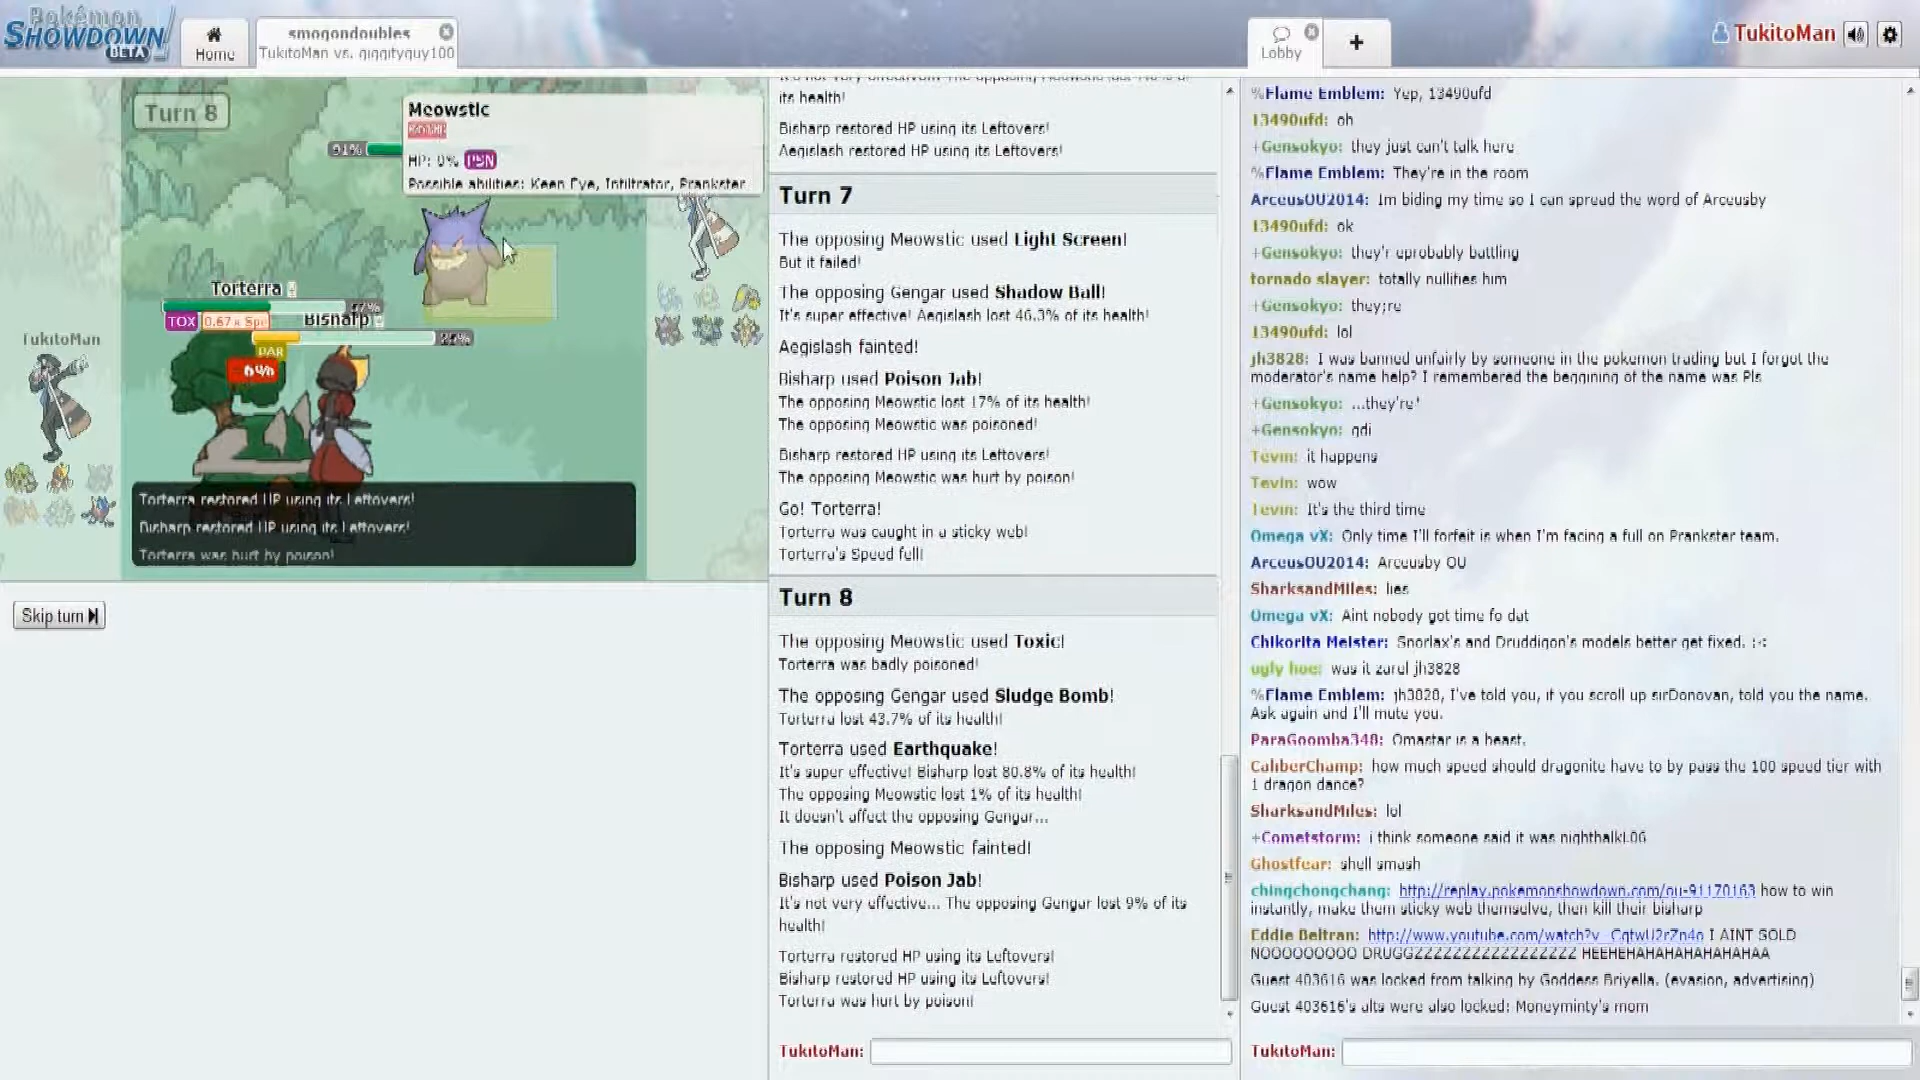 Pokémon
SHOWDOWN
BETA
Home
smogondoubles
TukitoMan vs. giggityguy100
Lobby
+
TukitoMan
Turn 8
Meowstic
HP: 0% PSN
Possible abilities: Keen Eye, Infiltrator, Prankster
91%
Torterra
TOX 0.67× Spe
Bisharp
PAR
TukitoMan
Torterra restored HP using its Leftovers!
Bisharp restored HP using its Leftovers!
Torterra was hurt by poison!
Skip turn
its health!
Bisharp restored HP using its Leftovers!
Aegislash restored HP using its Leftovers!
Turn 7
The opposing Meowstic used Light Screen!
But it failed!
The opposing Gengar used Shadow Ball!
It's super effective! Aegislash lost 46.3% of its health!
Aegislash fainted!
Bisharp used Poison Jab!
The opposing Meowstic lost 17% of its health!
The opposing Meowstic was poisoned!
Bisharp restored HP using its Leftovers!
The opposing Meowstic was hurt by poison!
Go! Torterra!
Torterra was caught in a sticky web!
Torterra's Speed fell!
Turn 8
The opposing Meowstic used Toxic!
Torterra was badly poisoned!
The opposing Gengar used Sludge Bomb!
Torterra lost 43.7% of its health!
Torterra used Earthquake!
It's super effective! Bisharp lost 80.8% of its health!
The opposing Meowstic lost 1% of its health!
It doesn't affect the opposing Gengar...
The opposing Meowstic fainted!
Bisharp used Poison Jab!
It's not very effective... The opposing Gengar lost 9% of its
health!
Torterra restored HP using its Leftovers!
Bisharp restored HP using its Leftovers!
Torterra was hurt by poison!
TukitoMan:
%Flame Emblem: Yep, 13490ufd
13490ufd: oh
+Gensokyo: they just can't talk here
%Flame Emblem: They're in the room
ArceusOU2014: Im biding my time so I can spread the word of Arceusby
13490ufd: ok
+Gensokyo: they'r eprobably battling
tornado slayer: totally nullifies him
+Gensokyo: they;re
13490ufd: lol
jh3828: I was banned unfairly by someone in the pokemon trading but I forgot the
moderator's name help? I remembered the beggining of the name was Pls
+Gensokyo: ...they're*
+Gensokyo: gdi
Tevin: it happens
Tevin: wow
Tevin: It's the third time
Omega vX: Only time I'll forfeit is when I'm facing a full on Prankster team.
ArceusOU2014: Arceusby OU
SharksandMiles: lies
Omega vX: Aint nobody got time fo dat
Chikorita Meister: Snorlax's and Druddigon's models better get fixed. >:<
ugly hoe: was it zarel jh3828
%Flame Emblem: jh3828, I've told you, if you scroll up sirDonovan, told you the name.
Ask again and I'll mute you.
ParaGoomba348: Omastar is a beast.
CaliberChamp: how much speed should dragonite have to by pass the 100 speed tier with
1 dragon dance?
SharksandMiles: lol
+Cometstorm: i think someone said it was nighthalkL06
Ghostfear: shell smash
chingchongchang: http://replay.pokemonshowdown.com/ou-91170163 how to win
instantly, make them sticky web themselve, then kill their bisharp
Eddie Beltran: http://www.youtube.com/watch?v=CqtwU2rZn4o I AINT SOLD
NOOOOOOOOO DRUGGZZZZZZZZZZZZZZZZZZ HEEHEHAHAHAHAHAHAHAA
Guest 403616 was locked from talking by Goddess Briyella. (evasion, advertising)
Guest 403616's alts were also locked: Moneyminty's mom
TukitoMan: